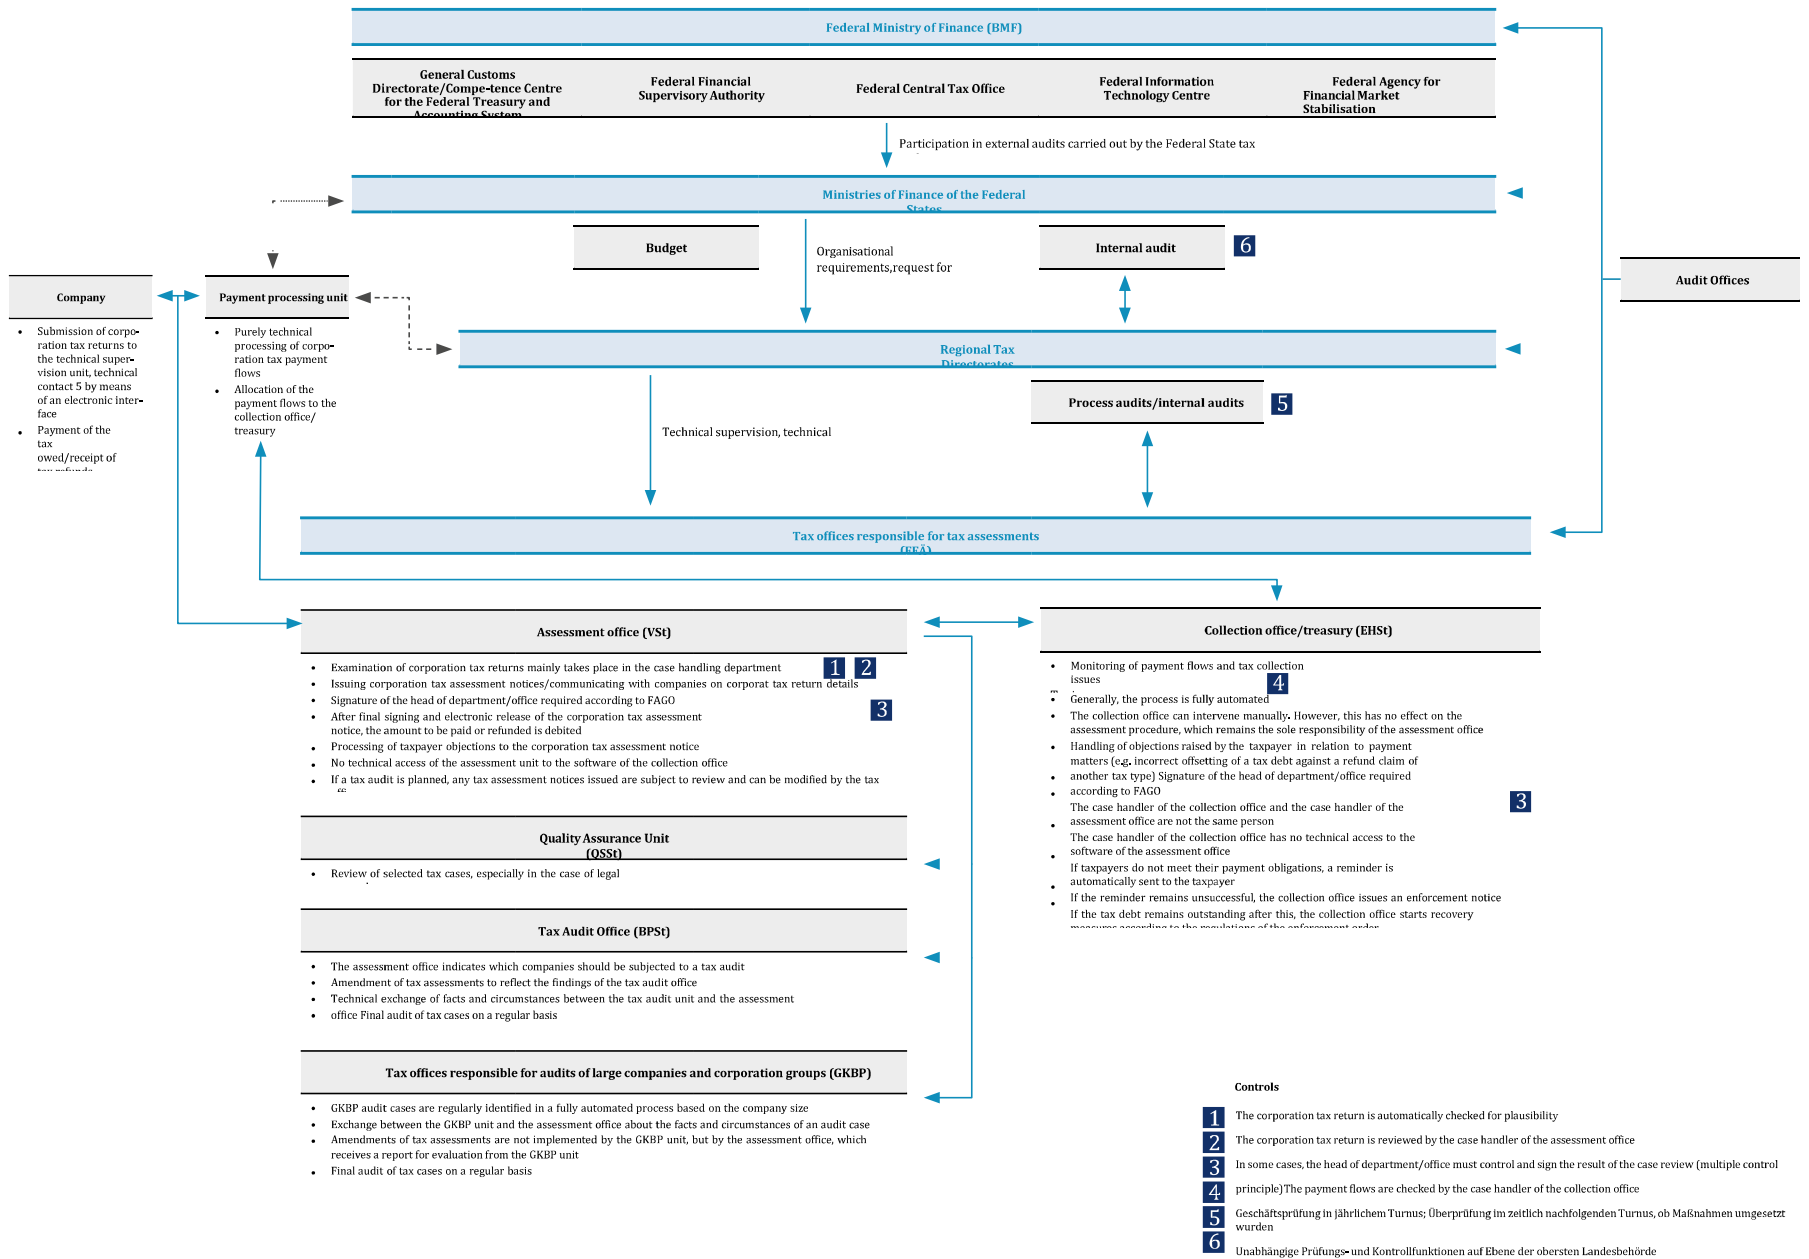 Federal Ministry of Finance (BMF)
General Customs
Directorate/Compe-tence Centre
for the Federal Treasury and
Accounting System
Federal Financial
Supervisory Authority
Federal Central Tax Office
Federal Information
Technology Centre
Federal Agency for
Financial Market
Stabilisation
Participation in external audits carried out by the Federal State tax
Ministries of Finance of the Federal
States
Budget
Organisational
requirements,request for
Internal audit
6
Audit Offices
Company
Payment processing unit
• Submission of corpo-
ration tax returns to
the technical super-
vision unit, technical
contact 5 by means
of an electronic inter-
face
• Payment of the
tax
owed/receipt of
tax refunds
• Purely technical
processing of corpo-
ration tax payment
flows
• Allocation of the
payment flows to the
collection office/
treasury
Regional Tax
Directorates
Process audits/internal audits
5
Technical supervision, technical
Tax offices responsible for tax assessments
(FFÄ)
Assessment office (VSt)
• Examination of corporation tax returns mainly takes place in the case handling department
1 2
• Issuing corporation tax assessment notices/communicating with companies on corporat tax return details
• Signature of the head of department/office required according to FAGO
3
• After final signing and electronic release of the corporation tax assessment
notice, the amount to be paid or refunded is debited
• Processing of taxpayer objections to the corporation tax assessment notice
• No technical access of the assessment unit to the software of the collection office
• If a tax audit is planned, any tax assessment notices issued are subject to review and can be modified by the tax
Quality Assurance Unit
(QSSt)
• Review of selected tax cases, especially in the case of legal
Tax Audit Office (BPSt)
• The assessment office indicates which companies should be subjected to a tax audit
• Amendment of tax assessments to reflect the findings of the tax audit office
• Technical exchange of facts and circumstances between the tax audit unit and the assessment
• office Final audit of tax cases on a regular basis
Tax offices responsible for audits of large companies and corporation groups (GKBP)
• GKBP audit cases are regularly identified in a fully automated process based on the company size
• Exchange between the GKBP unit and the assessment office about the facts and circumstances of an audit case
• Amendments of tax assessments are not implemented by the GKBP unit, but by the assessment office, which
receives a report for evaluation from the GKBP unit
• Final audit of tax cases on a regular basis
Collection office/treasury (EHSt)
• Monitoring of payment flows and tax collection
issues
4
• Generally, the process is fully automated
• The collection office can intervene manually. However, this has no effect on the
assessment procedure, which remains the sole responsibility of the assessment office
• Handling of objections raised by the taxpayer in relation to payment
matters (e.g. incorrect offsetting of a tax debt against a refund claim of
• another tax type) Signature of the head of department/office required
• according to FAGO
3
The case handler of the collection office and the case handler of the
• assessment office are not the same person
The case handler of the collection office has no technical access to the
• software of the assessment office
If taxpayers do not meet their payment obligations, a reminder is
• automatically sent to the taxpayer
• If the reminder remains unsuccessful, the collection office issues an enforcement notice
If the tax debt remains outstanding after this, the collection office starts recovery
measures according to the regulations of the enforcement order
Controls
1 The corporation tax return is automatically checked for plausibility
2 The corporation tax return is reviewed by the case handler of the assessment office
3 In some cases, the head of department/office must control and sign the result of the case review (multiple control
4 principle)The payment flows are checked by the case handler of the collection office
5 Geschäftsprüfung in jährlichem Turnus; Überprüfung im zeitlich nachfolgenden Turnus, ob Maßnahmen umgesetzt
wurden
6 Unabhängige Prüfungs- und Kontrollfunktionen auf Ebene der obersten Landesbehörde